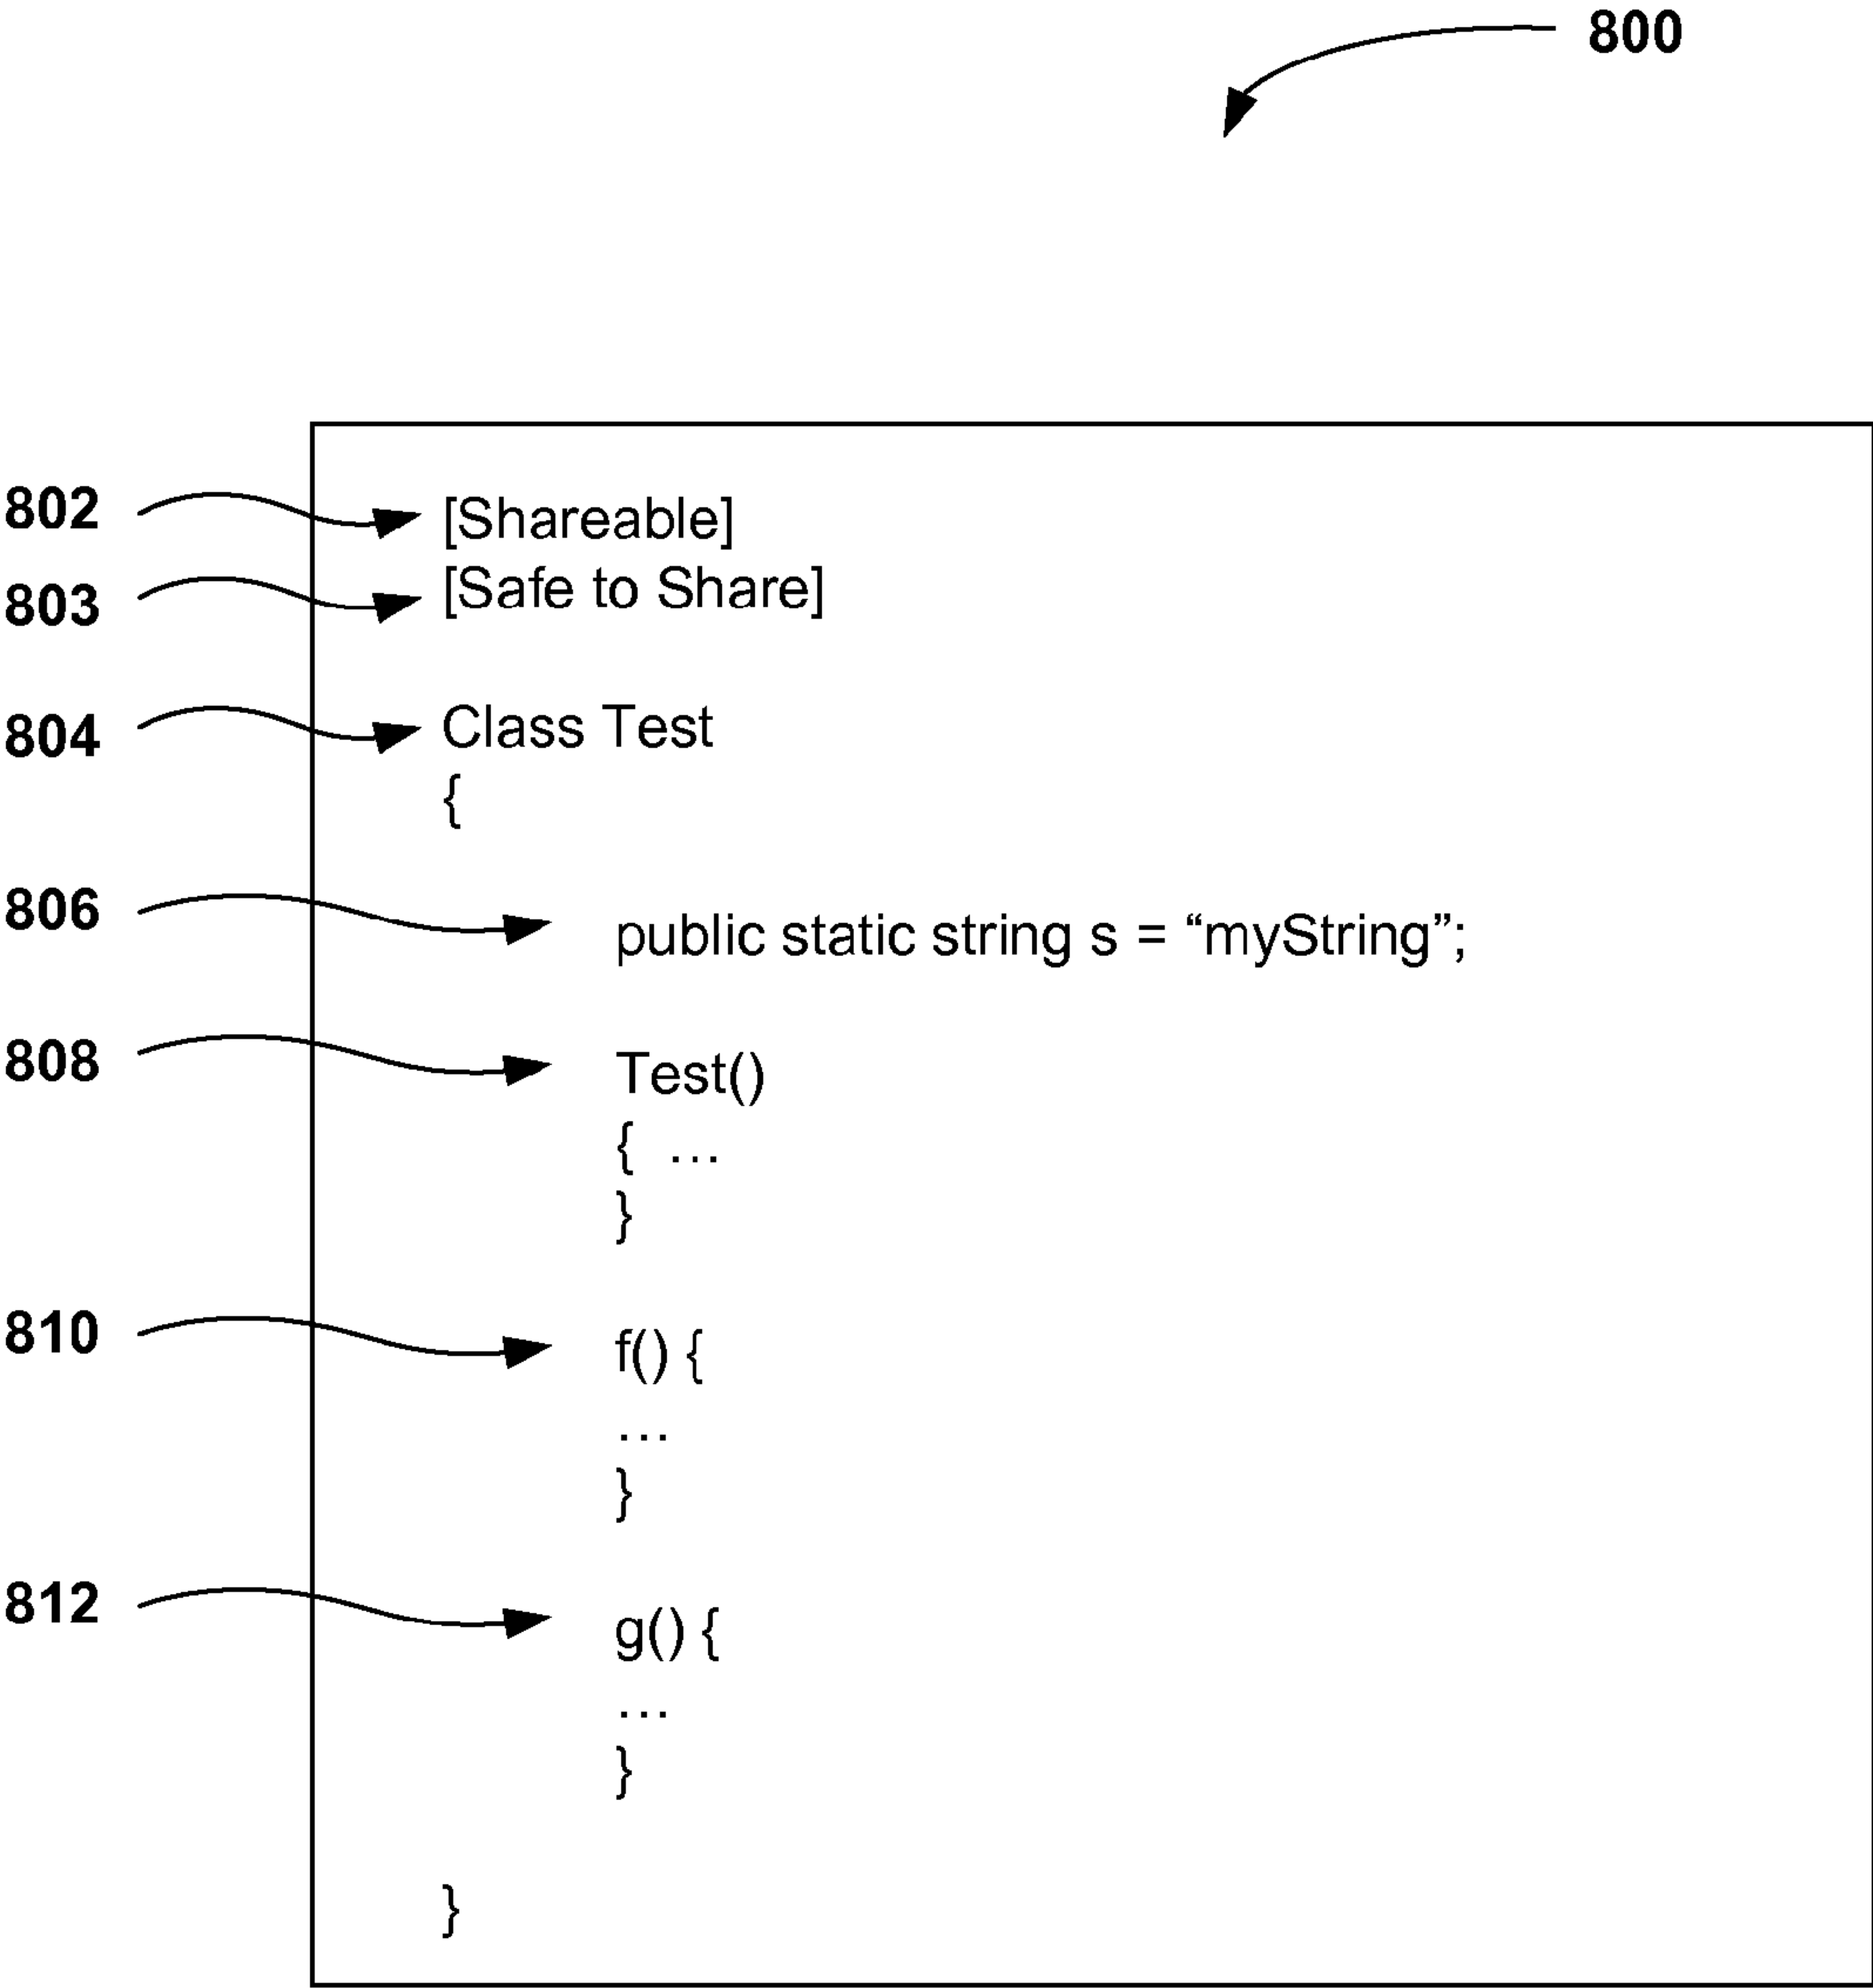 800
802 [Shareable]
803 [Safe to Share]
804 Class Test
{
806 public static string s = “myString”;
808 Test()
{ ...
}
810 f() {
...
}
812 g() {
...
}
}